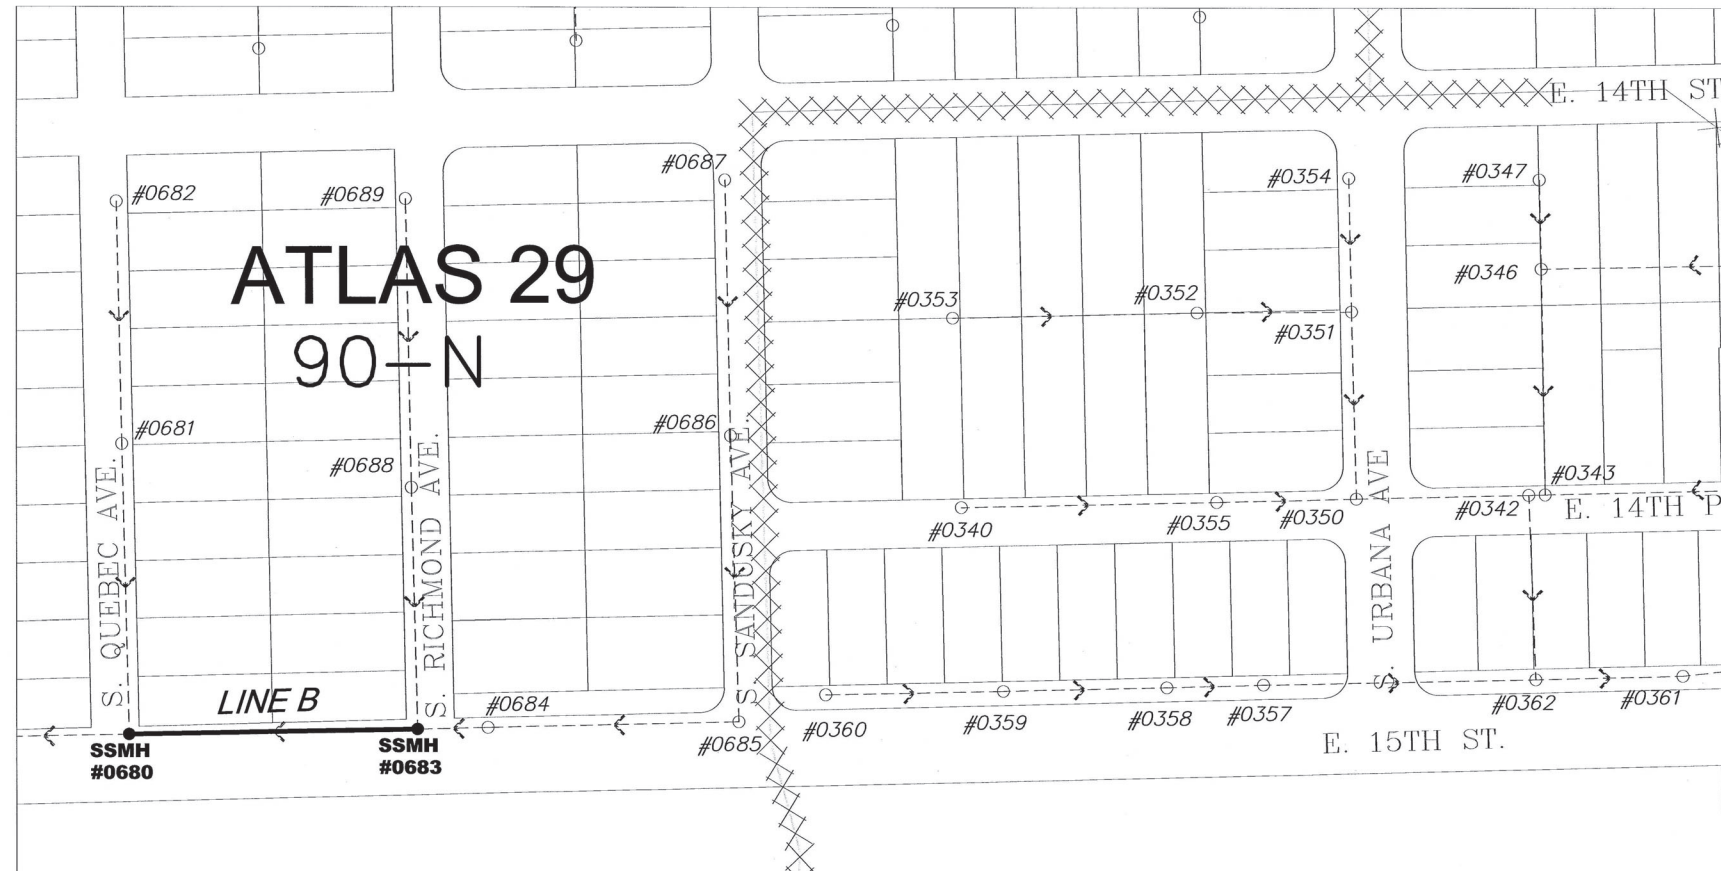 E. 14TH ST
#0687
#0354
#0347
#0682
#0689
ATLAS 29
90-N
#0346
#0353
#0352
#0351
#0681
#0686
#0688
S. QUEBEC AVE.
S. RICHMOND AVE.
S. SANDUSKY AVE.
S. URBANA AVE
#0343
#0342
E. 14TH P
#0340
#0355
#0350
LINE B
#0684
#0685
#0360
#0359
#0358
#0357
#0362
#0361
SSMH
#0680
SSMH
#0683
E. 15TH ST.